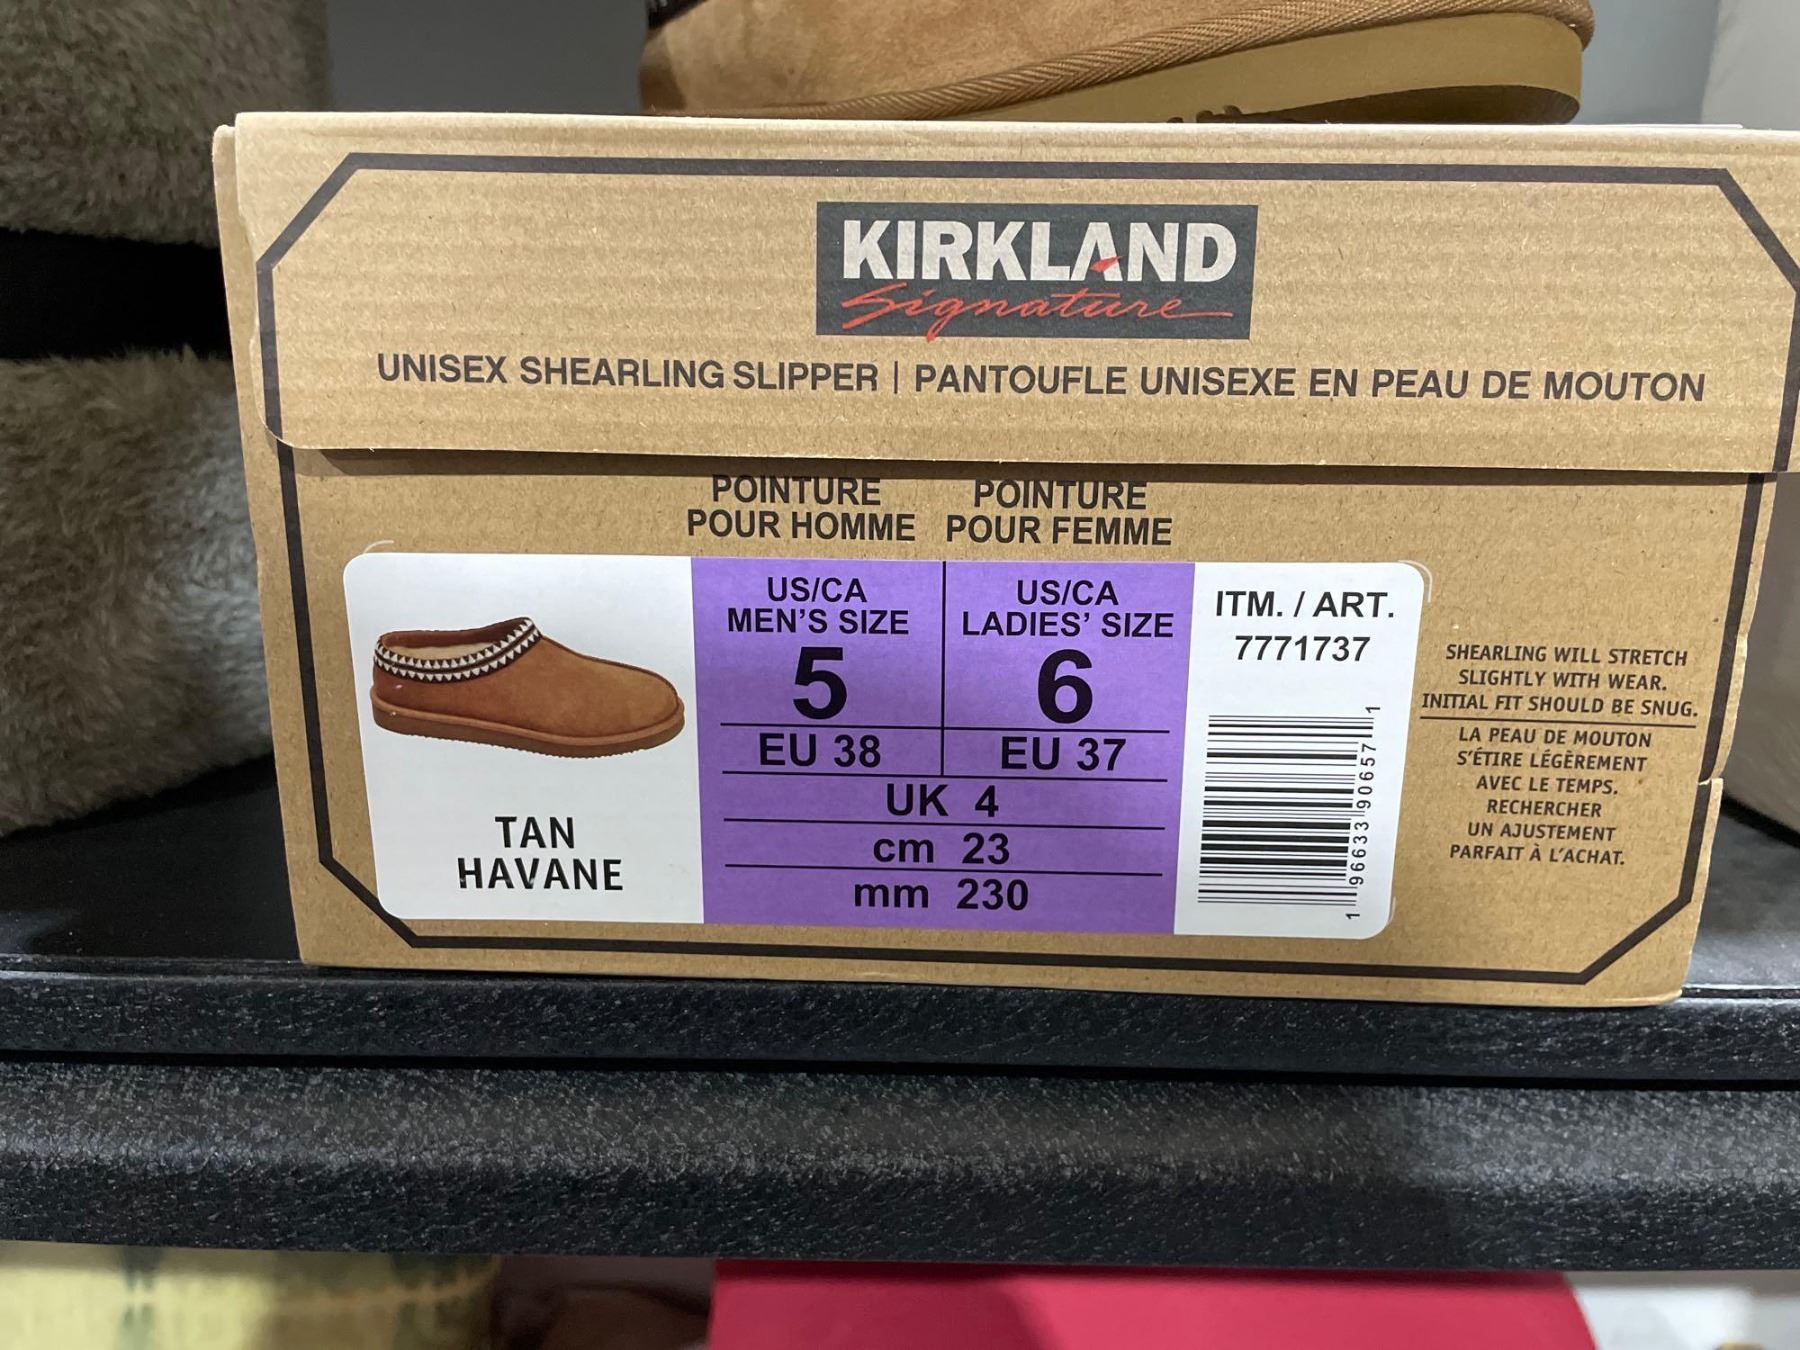 KIRKLAND
Signature
UNISEX SHEARLING SLIPPER | PANTOUFLE UNISEXE EN PEAU DE MOUTON
POINTURE
POUR HOMME
POINTURE
POUR FEMME
TAN
HAVANE
US/CA
MEN'S SIZE
5
EU 38
US/CA
LADIES' SIZE
6
EU 37
UK 4
cm 23
mm 230
ITM. / ART.
7771737
1 96633 90657 1
SHEARLING WILL STRETCH
SLIGHTLY WITH WEAR.
INITIAL FIT SHOULD BE SNUG.
LA PEAU DE MOUTON
S'ÉTIRE LÉGÈREMENT
AVEC LE TEMPS.
RECHERCHER
UN AJUSTEMENT
PARFAIT À L'ACHAT.